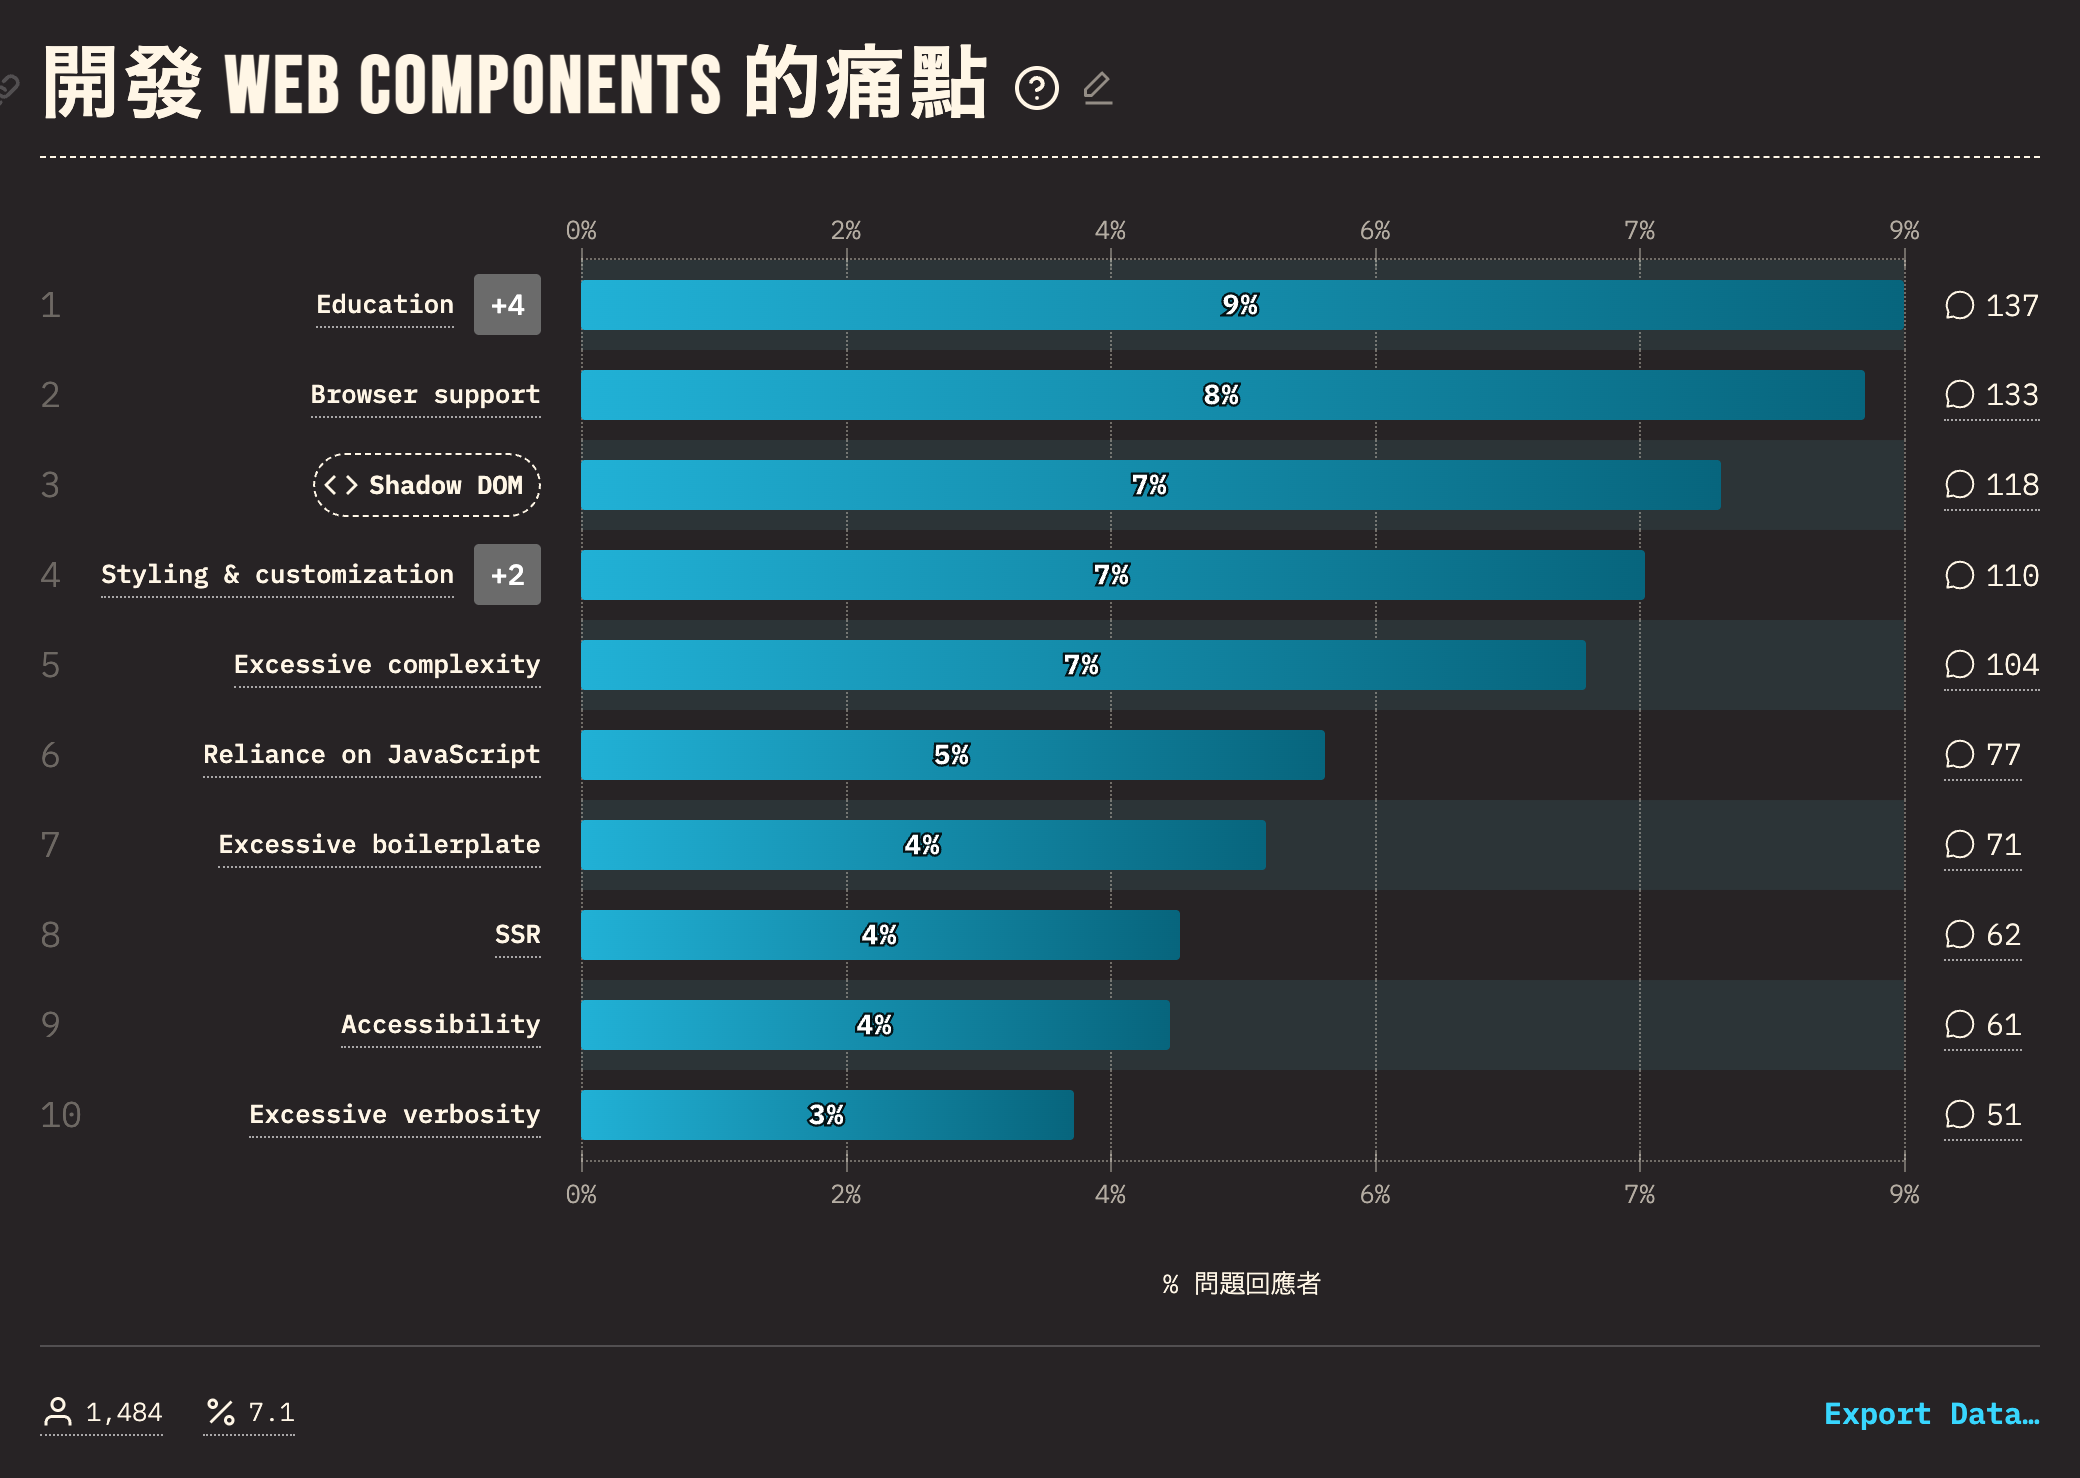 開發 WEB COMPONENTS 的痛點
0% 2% 4% 6% 7% 9%
1 Education +4 9% 137
2 Browser support 8% 133
3 Shadow DOM 7% 118
4 Styling & customization +2 7% 110
5 Excessive complexity 7% 104
6 Reliance on JavaScript 5% 77
7 Excessive boilerplate 4% 71
8 SSR 4% 62
9 Accessibility 4% 61
10 Excessive verbosity 3% 51
0% 2% 4% 6% 7% 9%
% 問題回應者
1,484 % 7.1 Export Data…